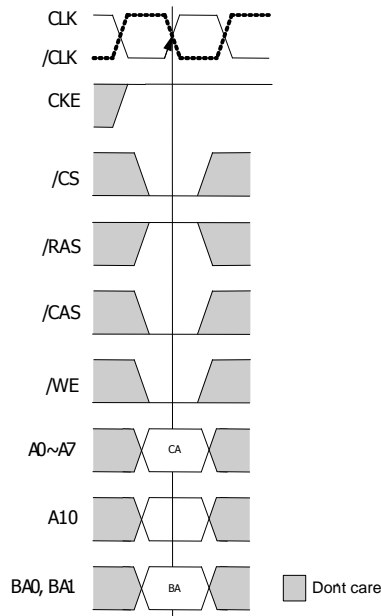 CLK
/CLK
CKE
/CS
/RAS
/CAS
/WE
A0~A7
CA
A10
BA0, BA1
BA
Dont care